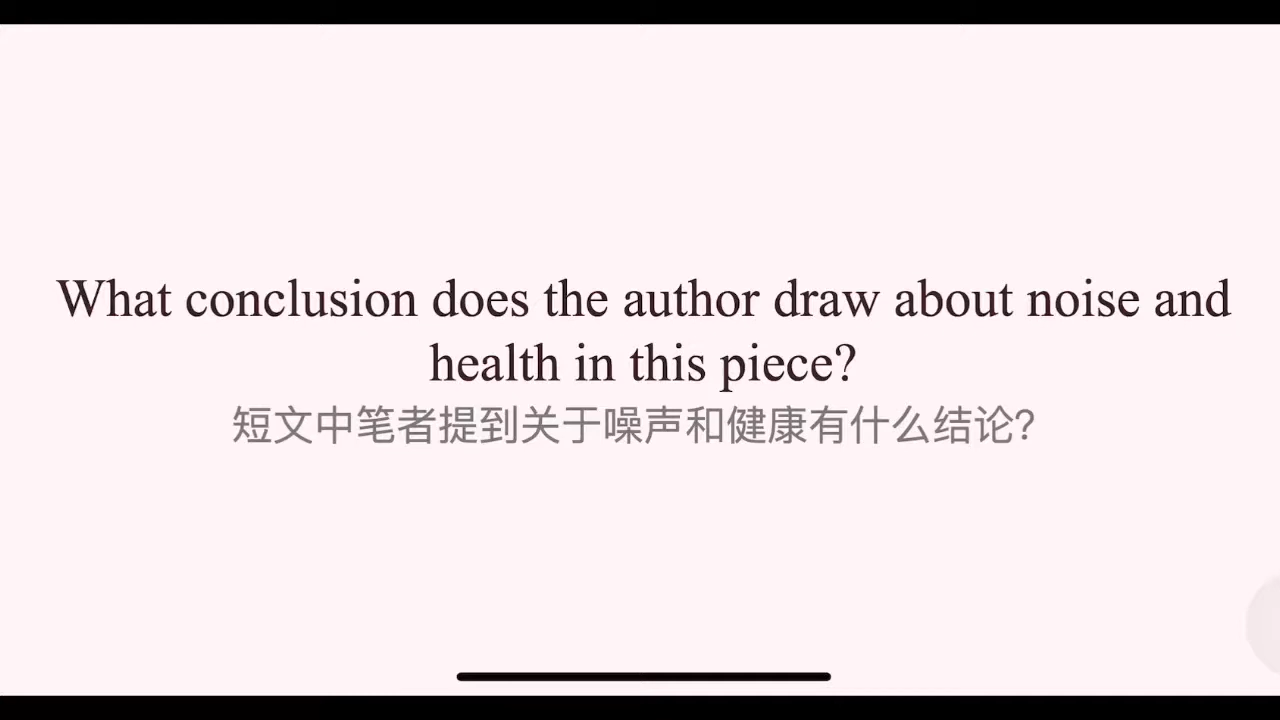 What conclusion does the author draw about noise and
health in this piece?
短文中笔者提到关于噪声和健康有什么结论?